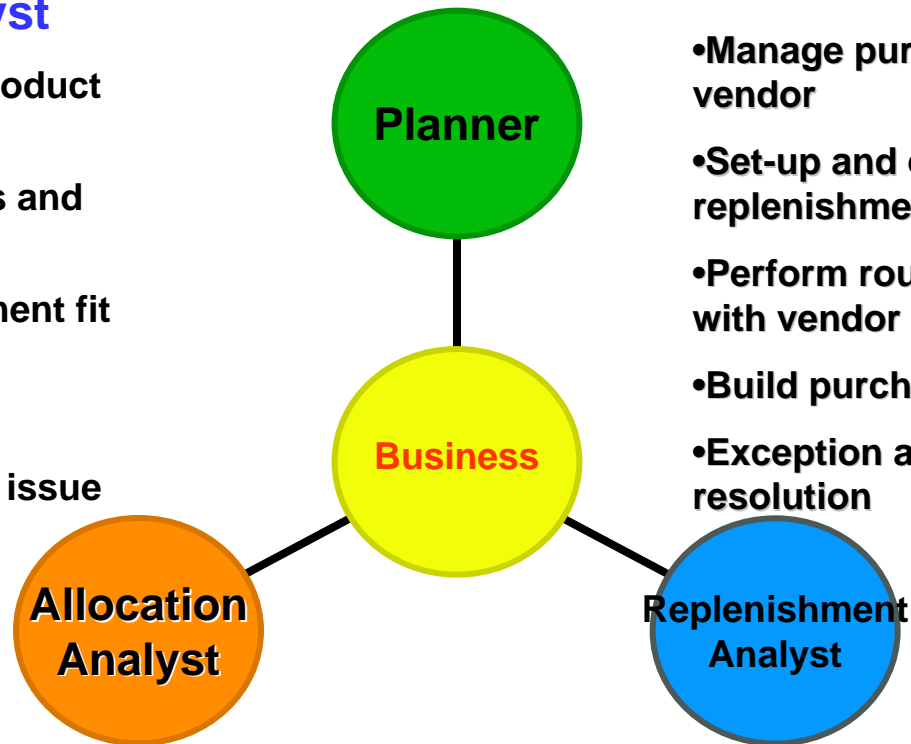 yst
oduct
s and
ment fit
issue
Planner
Business
Allocation
Analyst
•Manage pur
vendor
•Set-up and
replenishme
•Perform rou
with vendor
•Build purch
•Exception a
resolution
Replenishment
Analyst